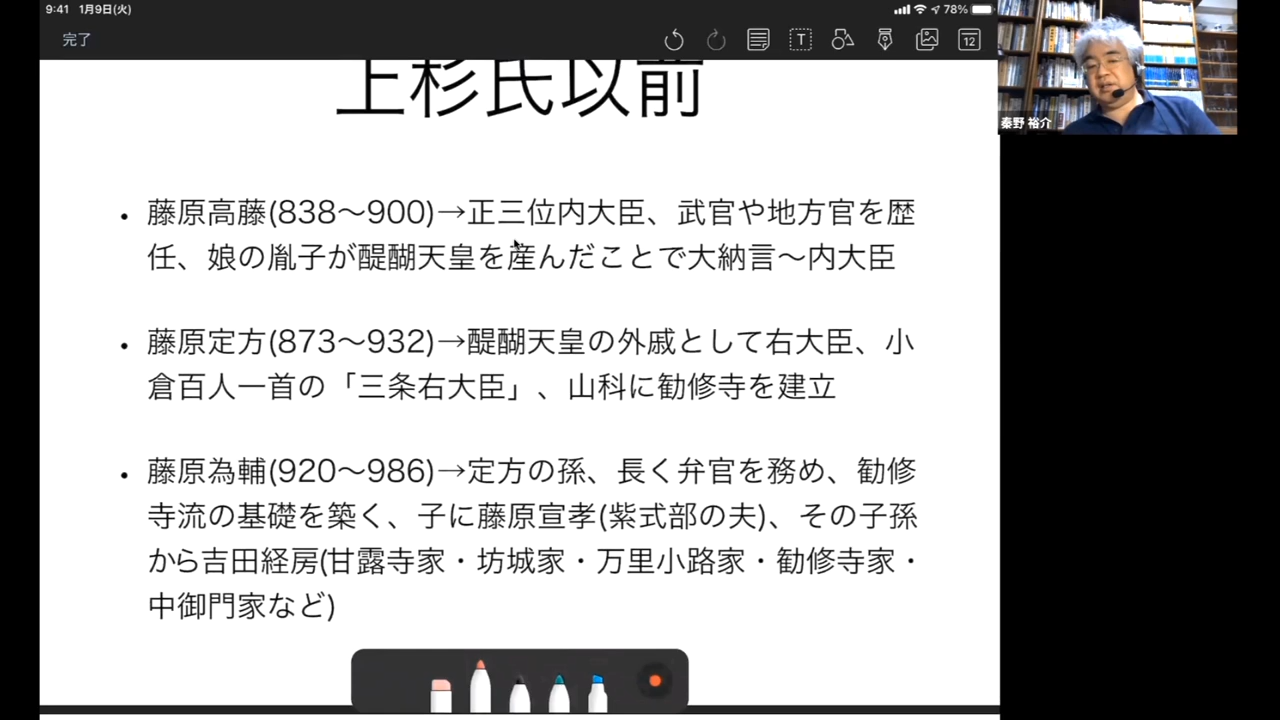 9:41 1月9日(火)
78%
完了
12
上杉氏以前
秦野 裕介
• 藤原高藤(838〜900)→正三位内大臣、武官や地方官を歴
任、娘の胤子が醍醐天皇を産んだことで大納言〜内大臣
• 藤原定方(873〜932)→醍醐天皇の外戚として右大臣、小
倉百人一首の「三条右大臣」、山科に勧修寺を建立
• 藤原為輔(920〜986)→定方の孫、長く弁官を務め、勧修
寺流の基礎を築く、子に藤原宣孝(紫式部の夫)、その子孫
から吉田経房(甘露寺家・坊城家・万里小路家・勧修寺家・
中御門家など)